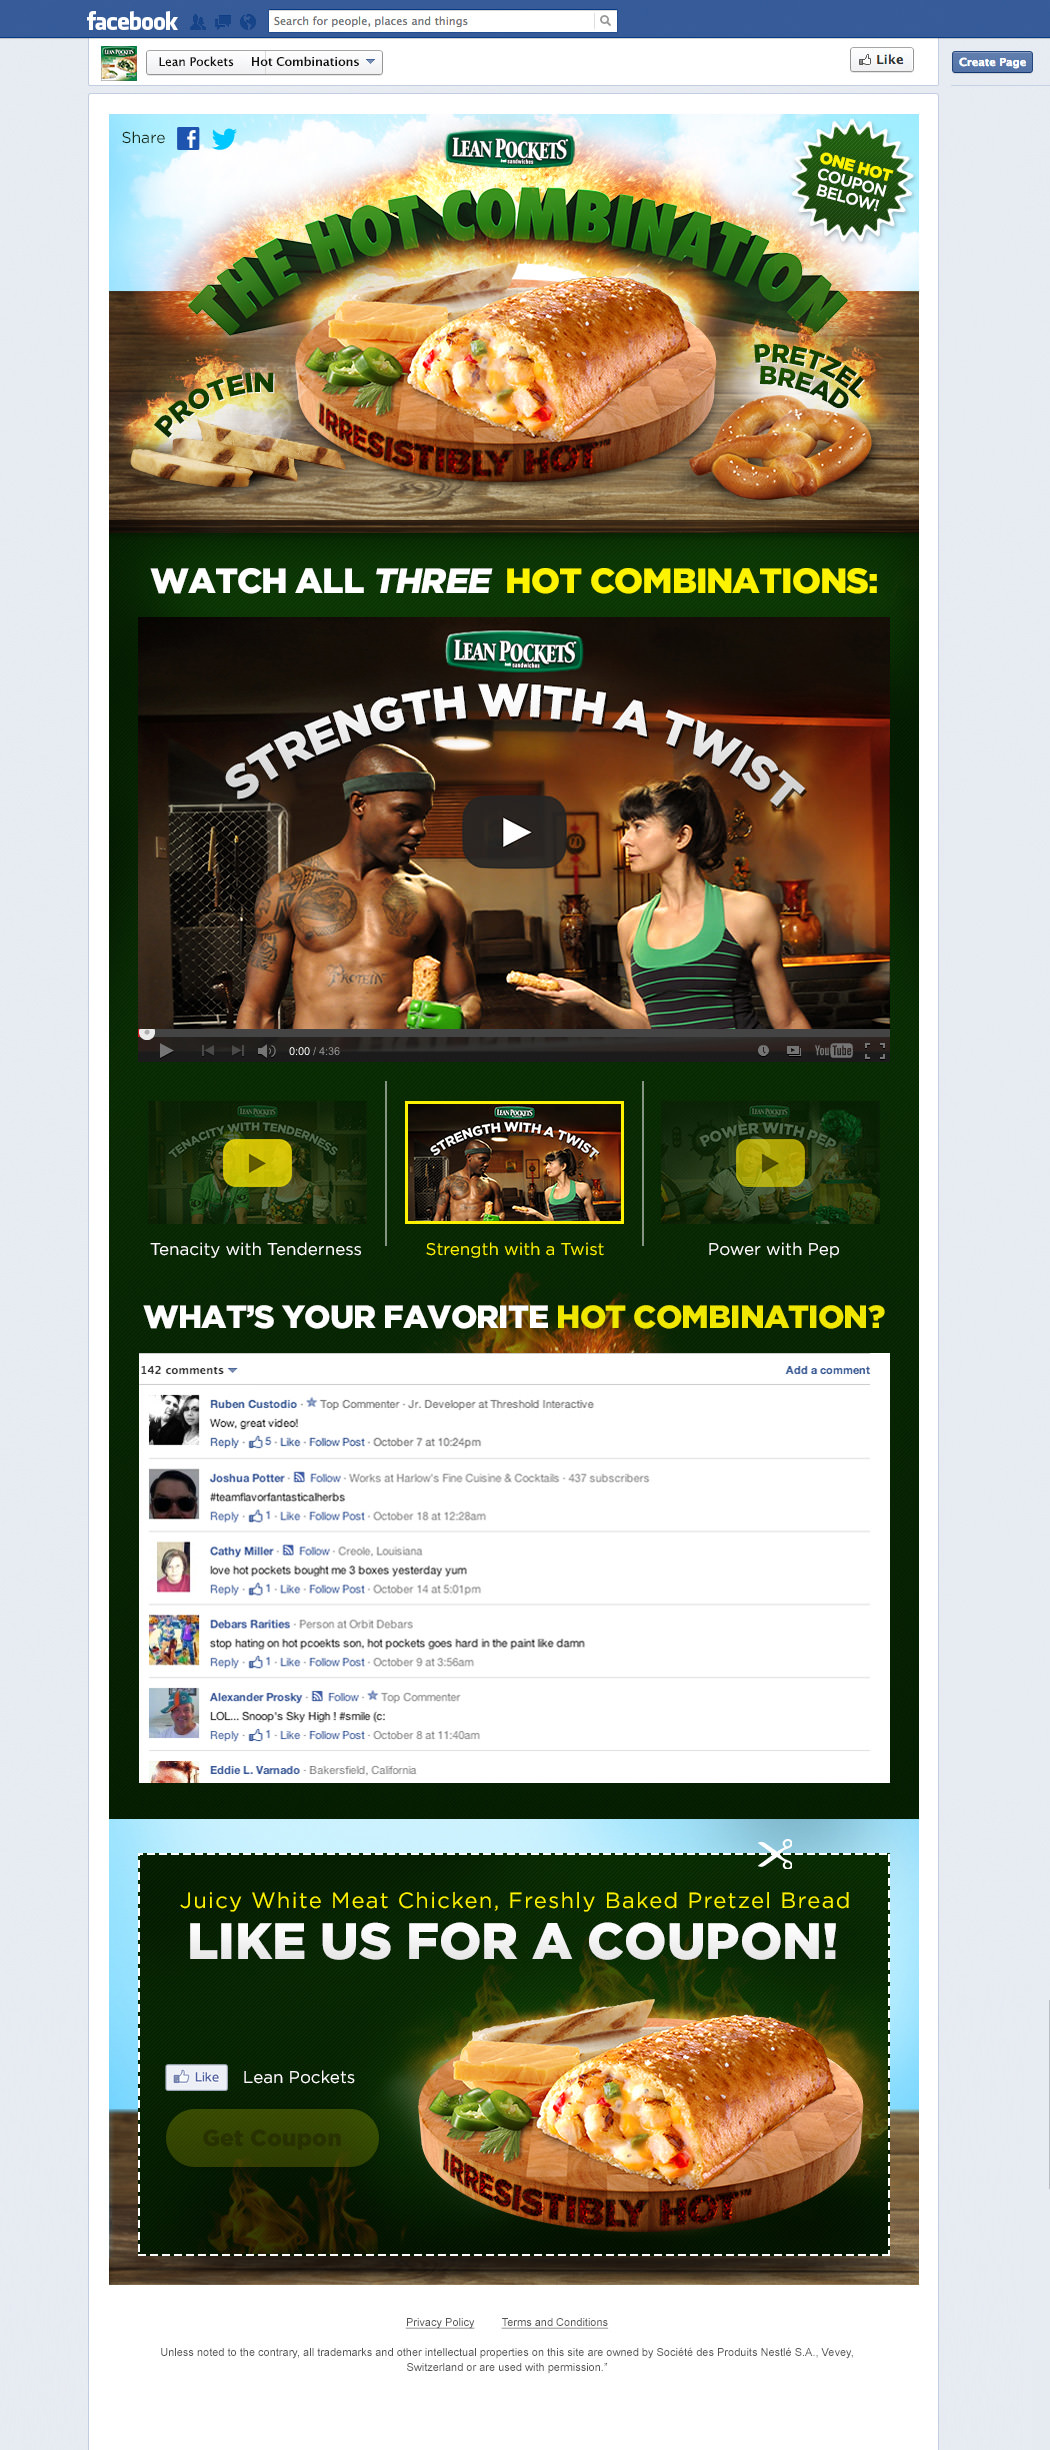 facebook
Search for people, places and things
Lean Pockets
Hot Combinations
Like
Create Page
Share
LEAN POCKETS
sandwiches
ONE HOT
COUPON
BELOW!
THE HOT COMBINATION
PROTEIN
PRETZEL
BREAD
IRRESISTIBLY HOT™
WATCH ALL THREE HOT COMBINATIONS:
LEAN POCKETS
sandwiches
STRENGTH WITH A TWIST
PROTEIN
0:00 / 4:36
YouTube
LEAN POCKETS
TENACITY WITH TENDERNESS
LEAN POCKETS
STRENGTH WITH A TWIST
LEAN POCKETS
POWER WITH PEP
Tenacity with Tenderness
Strength with a Twist
Power with Pep
WHAT'S YOUR FAVORITE HOT COMBINATION?
142 comments
Add a comment
Ruben Custodio · Top Commenter · Jr. Developer at Threshold Interactive
Wow, great video!
Reply · 5 · Like · Follow Post · October 7 at 10:24pm
Joshua Potter · Follow · Works at Harlow's Fine Cuisine & Cocktails · 437 subscribers
#teamflavorfantasticalherbs
Reply · 1 · Like · Follow Post · October 18 at 12:28am
Cathy Miller · Follow · Creole, Louisiana
love hot pockets bought me 3 boxes yesterday yum
Reply · 1 · Like · Follow Post · October 14 at 5:01pm
Debars Rarities · Person at Orbit Debars
stop hating on hot pcoekts son, hot pockets goes hard in the paint like damn
Reply · 1 · Like · Follow Post · October 9 at 3:56am
Alexander Prosky · Follow · Top Commenter
LOL... Snoop's Sky High ! #smile (c:
Reply · 1 · Like · Follow Post · October 8 at 11:40am
Eddie L. Varnado · Bakersfield, California
Juicy White Meat Chicken, Freshly Baked Pretzel Bread
LIKE US FOR A COUPON!
Like
Lean Pockets
Get Coupon
IRRESISTIBLY HOT™
Privacy Policy
Terms and Conditions
Unless noted to the contrary, all trademarks and other intellectual properties on this site are owned by Société des Produits Nestlé S.A., Vevey,
Switzerland or are used with permission."